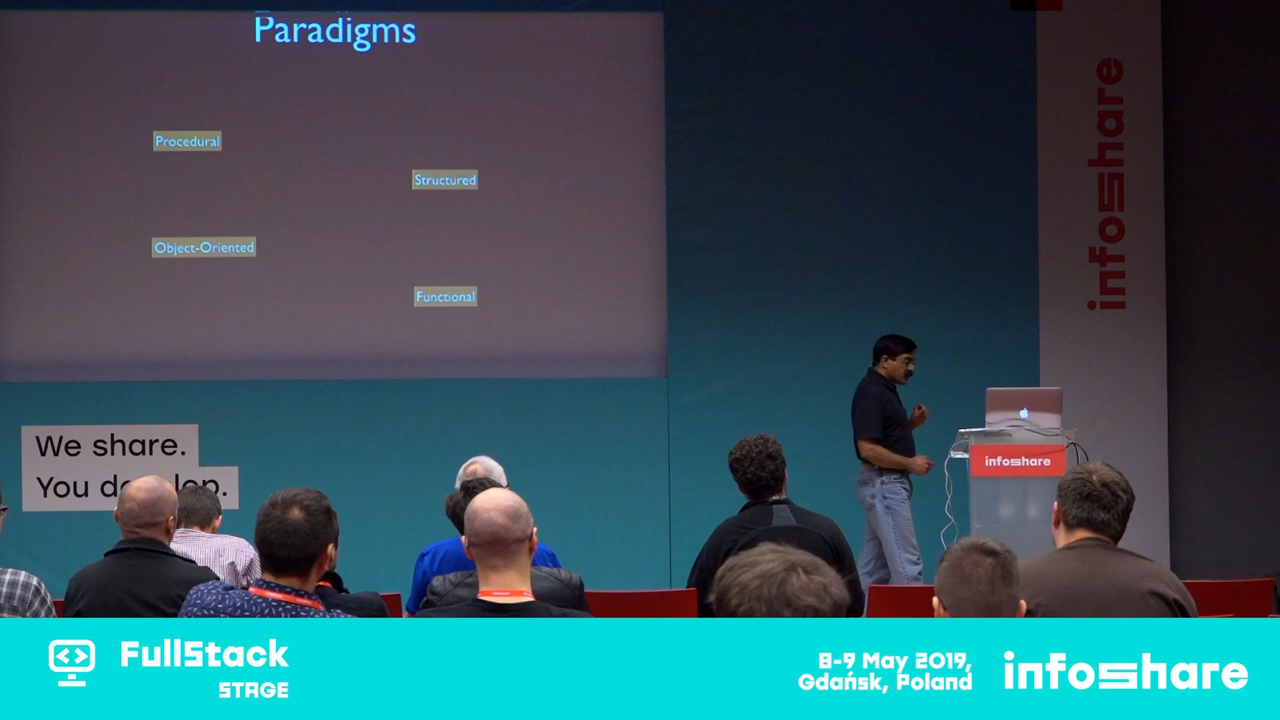 Paradigms
Procedural
Structured
Object-Oriented
Functional
infoshare
We share.
You develop.
infoshare
FullStack
STAGE
8-9 May 2019,
Gdańsk, Poland
infoshare